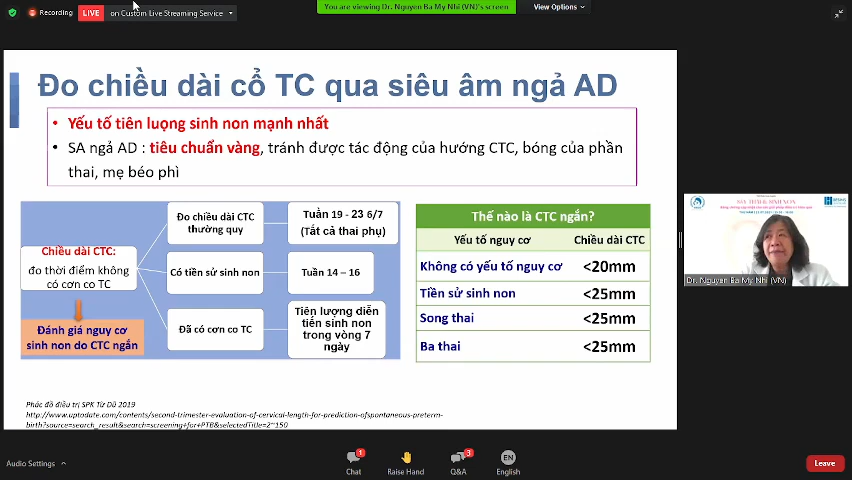 Recording
LIVE
on Custom Live Streaming Service
You are viewing Dr. Nguyen Ba My Nhi (VN)'s screen
View Options
Đo chiều dài cổ TC qua siêu âm ngả AD
• Yếu tố tiên luọng sinh non mạnh nhất
• SA ngả AD : tiêu chuẩn vàng, tránh được tác động của hướng CTC, bóng của phần
thai, mẹ béo phì
Chiều dài CTC:
đo thời điểm không
có cơn co TC
Đánh giá nguy cơ
sinh non do CTC ngắn
Đo chiều dài CTC
thường quy
Tuần 19 - 23 6/7
(Tất cả thai phụ)
Có tiền sử sinh non
Tuần 14 – 16
Đã có cơn co TC
Tiên lượng diễn
tiến sinh non
trong vòng 7
ngày
Thế nào là CTC ngắn?
Yếu tố nguy cơ Chiều dài CTC
Không có yếu tố nguy cơ <20mm
Tiền sử sinh non <25mm
Song thai <25mm
Ba thai <25mm
Phác đồ điều trị SPK Từ Dũ 2019
http://www.uptodate.com/contents/second-trimester-evaluation-of-cervical-length-for-prediction-ofspontaneous-preterm-
birth?source=search_result&search=screening+for+PTB&selectedTitle=2~150
Dr. Nguyen Ba My Nhi (VN)
Audio Settings
1
Chat
Raise Hand
3
Q&A
EN
English
Leave